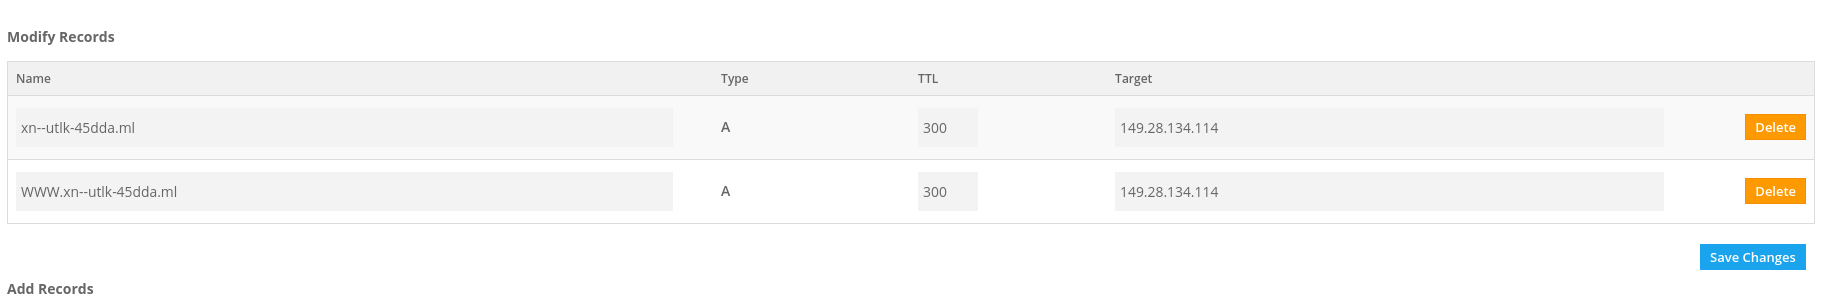 Modify Records
Name Type TTL Target
xn--utlk-45dda.ml A 300 149.28.134.114 Delete
WWW.xn--utlk-45dda.ml A 300 149.28.134.114 Delete
Save Changes
Add Records